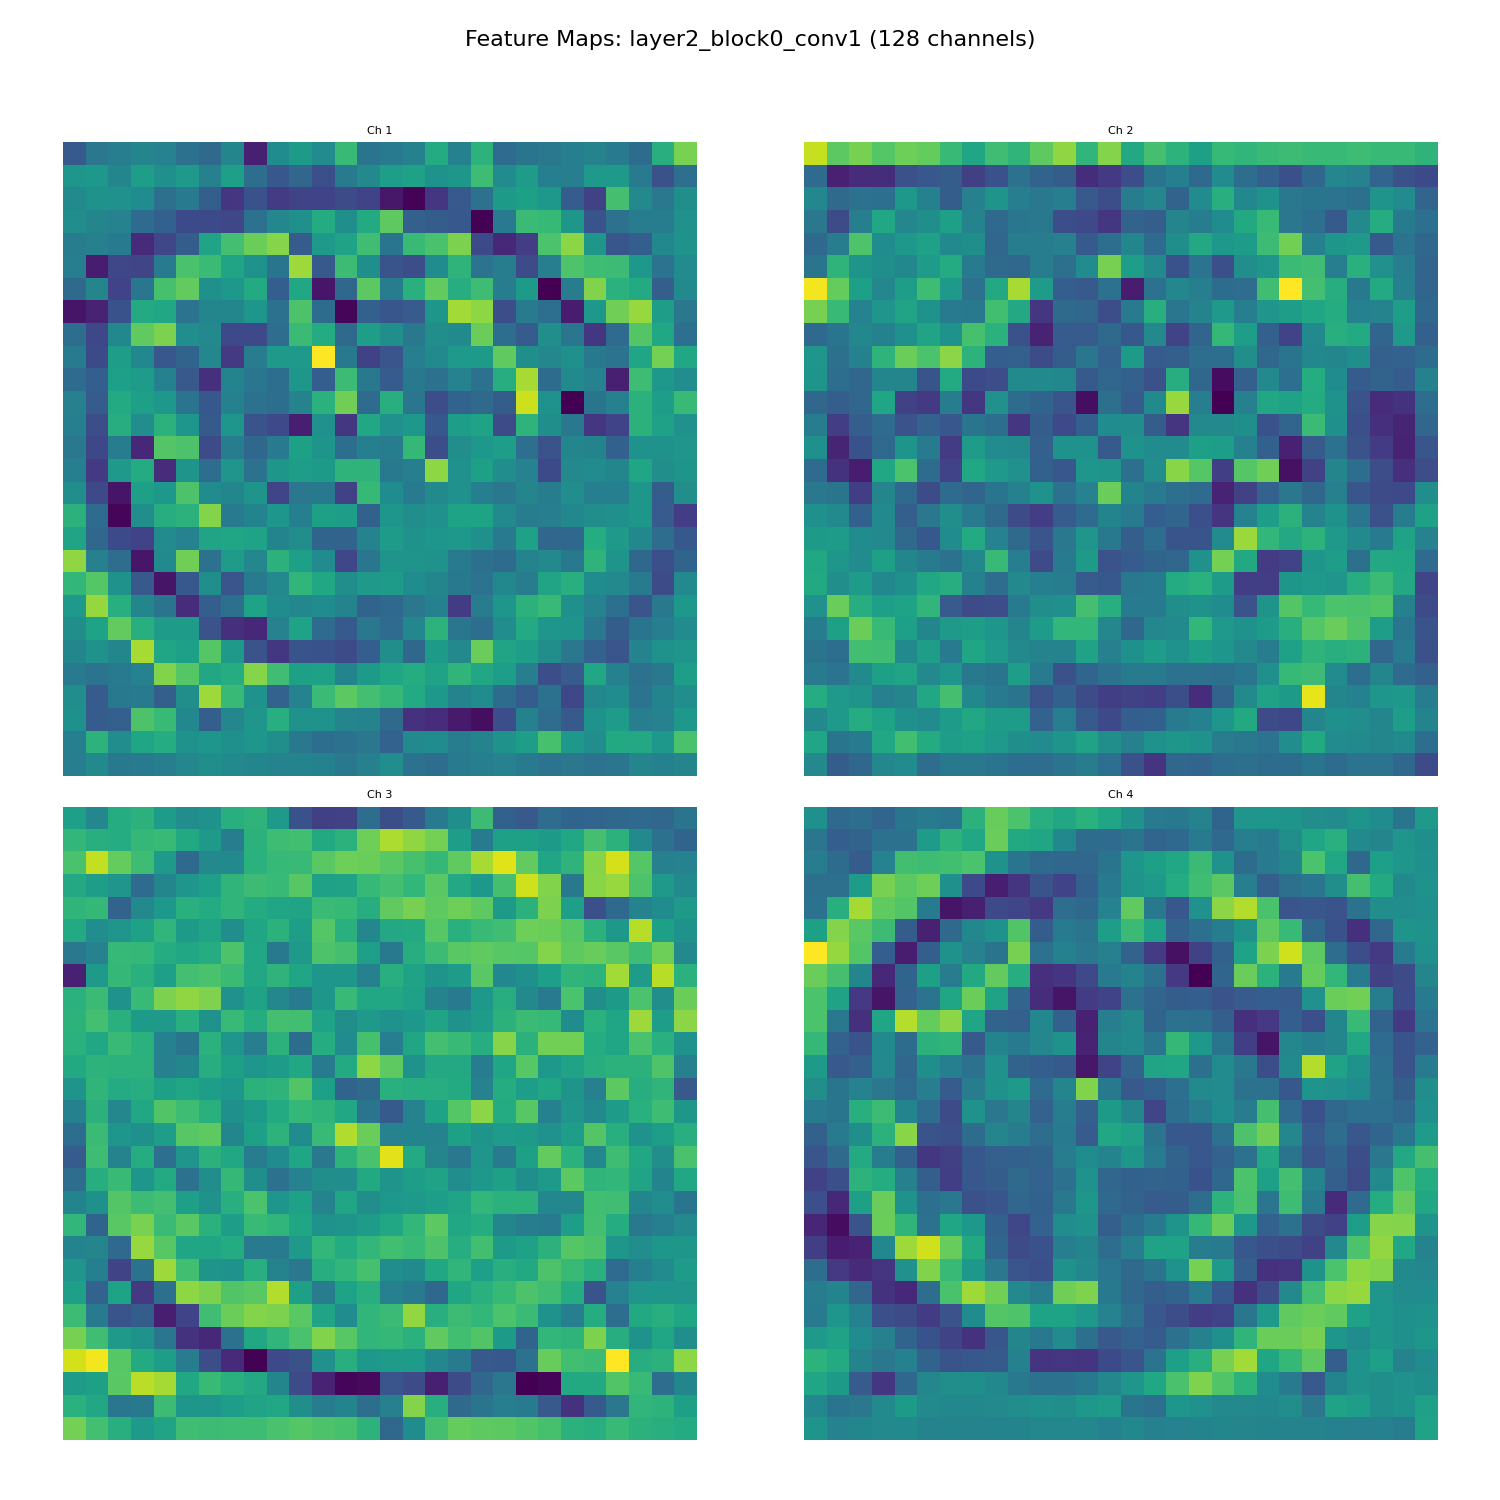 Feature Maps: layer2_block0_conv1 (128 channels)
Ch 1
Ch 2
Ch 3
Ch 4